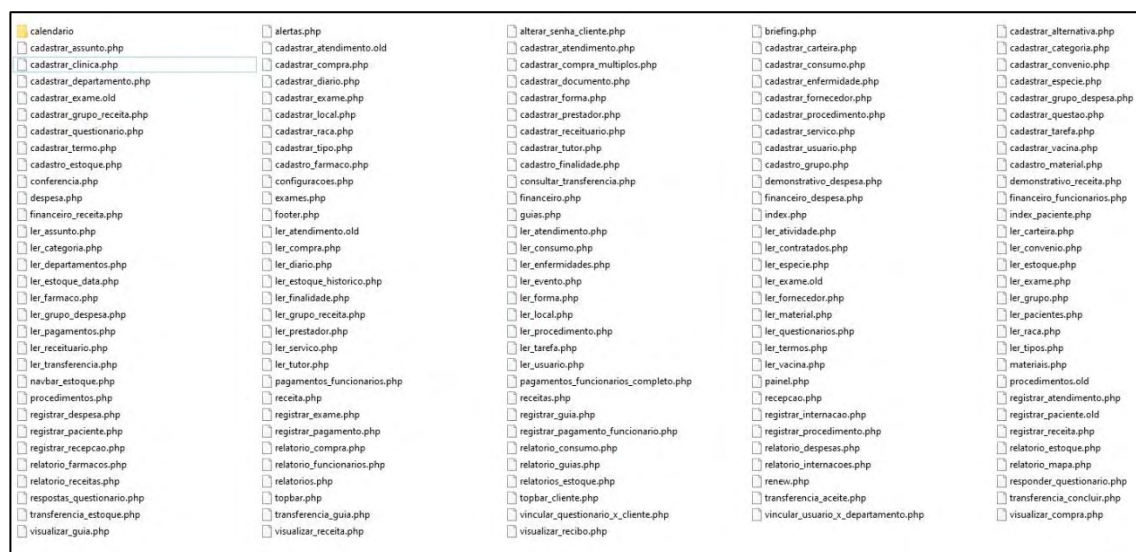 calendario alertas.php alterar_senha_cliente.php briefing.php cadastrar_alternativa.php
cadastrar_assunto.php cadastrar_atendimento.old cadastrar_atendimento.php cadastrar_carteira.php cadastrar_categoria.php
cadastrar_clinica.php cadastrar_compra.php cadastrar_compra_multiplos.php cadastrar_consumo.php cadastrar_convenio.php
cadastrar_departamento.php cadastrar_diario.php cadastrar_documento.php cadastrar_enfermidade.php cadastrar_especie.php
cadastrar_exame.old cadastrar_exame.php cadastrar_forma.php cadastrar_fornecedor.php cadastrar_grupo_despesa.php
cadastrar_grupo_receita.php cadastrar_local.php cadastrar_prestador.php cadastrar_procedimento.php cadastrar_questao.php
cadastrar_questionario.php cadastrar_raca.php cadastrar_receituario.php cadastrar_servico.php cadastrar_tarefa.php
cadastrar_termo.php cadastrar_tipo.php cadastrar_tutor.php cadastrar_usuario.php cadastrar_vacina.php
cadastro_estoque.php cadastro_farmaco.php cadastro_finalidade.php cadastro_grupo.php cadastro_material.php
conferencia.php configuracoes.php consultar_transferencia.php demonstrativo_despesa.php demonstrativo_receita.php
despesa.php exames.php financeiro.php financeiro_despesa.php financeiro_funcionarios.php
financeiro_receita.php footer.php guias.php index.php index_paciente.php
ler_assunto.php ler_atendimento.old ler_atendimento.php ler_atividade.php ler_carteira.php
ler_categoria.php ler_compra.php ler_consumo.php ler_contratados.php ler_convenio.php
ler_departamentos.php ler_diario.php ler_enfermidades.php ler_especie.php ler_estoque.php
ler_estoque_data.php ler_estoque_historico.php ler_evento.php ler_exame.old ler_exame.php
ler_farmaco.php ler_finalidade.php ler_forma.php ler_fornecedor.php ler_grupo.php
ler_grupo_despesa.php ler_grupo_receita.php ler_local.php ler_material.php ler_pacientes.php
ler_pagamentos.php ler_prestador.php ler_procedimento.php ler_questionarios.php ler_raca.php
ler_receituario.php ler_servico.php ler_tarefa.php ler_termos.php ler_tipos.php
ler_transferencia.php ler_tutor.php ler_usuario.php ler_vacina.php materiais.php
navbar_estoque.php pagamentos_funcionarios.php pagamentos_funcionarios_completo.php painel.php procedimentos.old
procedimentos.php receita.php receitas.php recepcao.php registrar_atendimento.php
registrar_despesa.php registrar_exame.php registrar_guia.php registrar_internacao.php registrar_paciente.old
registrar_paciente.php registrar_pagamento.php registrar_pagamento_funcionario.php registrar_procedimento.php registrar_receita.php
registrar_recepcao.php relatorio_compra.php relatorio_consumo.php relatorio_despesas.php relatorio_estoque.php
relatorio_farmacos.php relatorio_funcionarios.php relatorio_guias.php relatorio_internacoes.php relatorio_mapa.php
relatorio_receitas.php relatorios.php relatorios_estoque.php renew.php responder_questionario.php
respostas_questionario.php topbar.php topbar_cliente.php transferencia_aceite.php transferencia_concluir.php
transferencia_estoque.php transferencia_guia.php vincular_questionario_x_cliente.php vincular_usuario_x_departamento.php visualizar_compra.php
visualizar_guia.php visualizar_receita.php visualizar_recibo.php